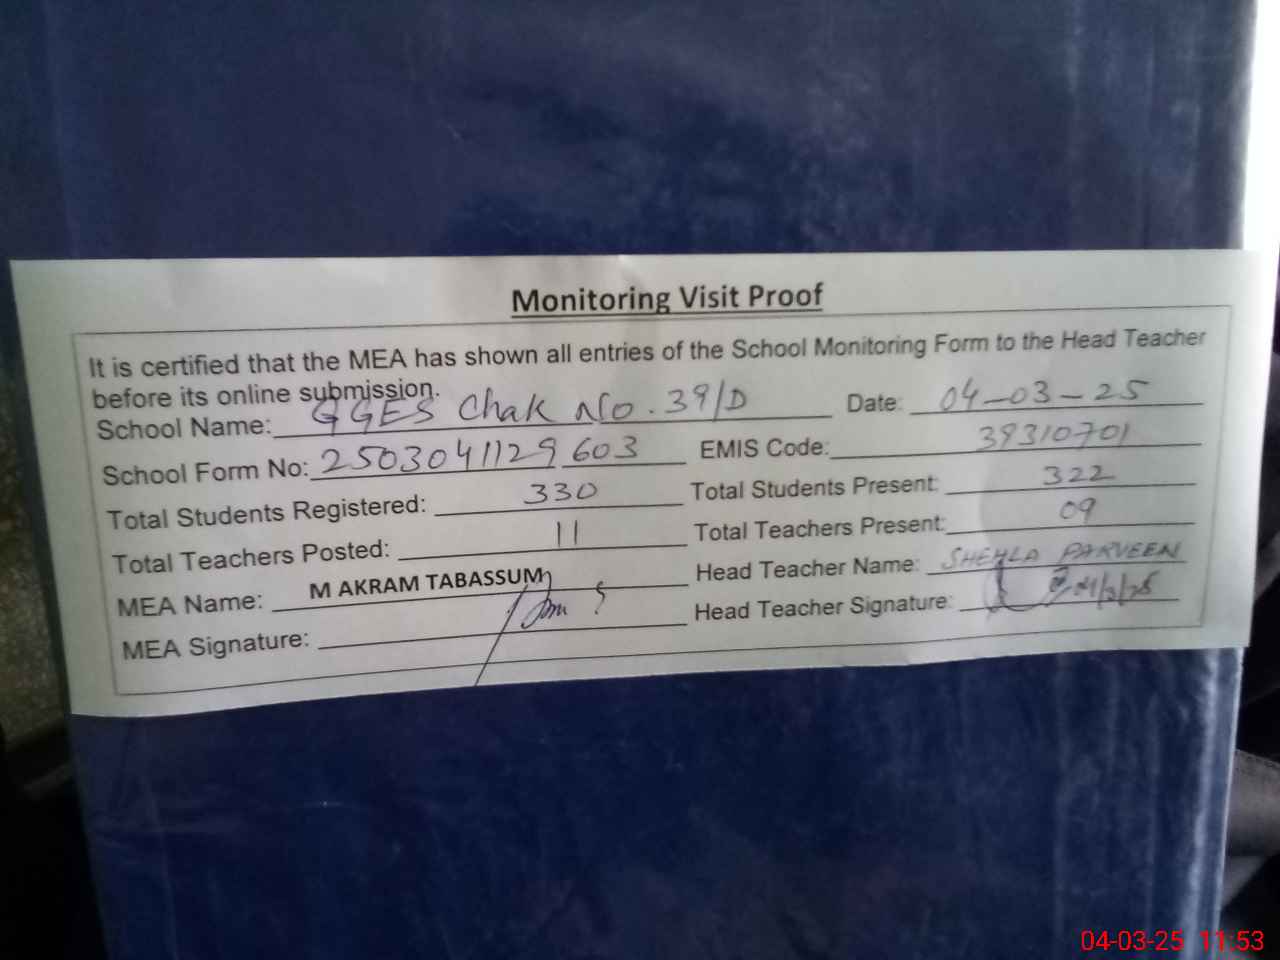 Monitoring Visit Proof
It is certified that the MEA has shown all entries of the School Monitoring Form to the Head Teacher
before its online submission.
School Name: GGES Chak No. 39/D Date: 04-03-25
School Form No: 2503041129603 EMIS Code: 39310701
Total Students Registered: 330 Total Students Present: 322
Total Teachers Posted: 11 Total Teachers Present: 09
MEA Name: M AKRAM TABASSUM Head Teacher Name: SHEHLA PARVEEN
MEA Signature: Head Teacher Signature:
04-03-25 11:53